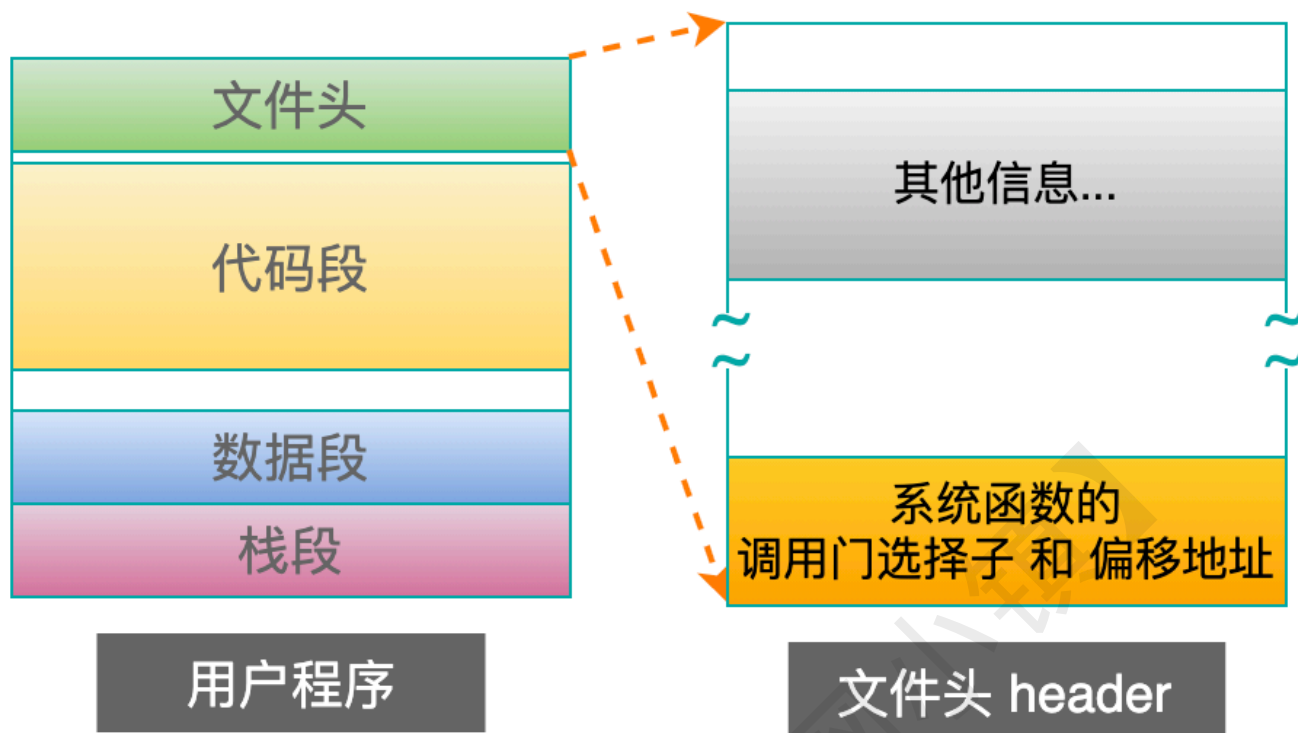 文件头
代码段
数据段
栈段
用户程序
其他信息...
系统函数的
调用门选择子 和 偏移地址
文件头 header